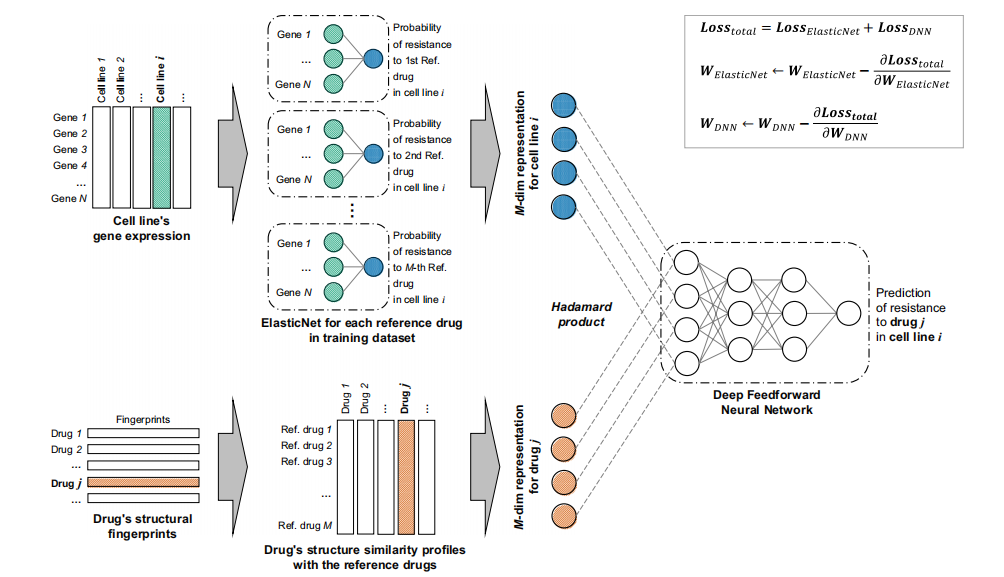 Cell line 1
Cell line 2
...
Cell line i
...
Gene 1
Gene 2
Gene 3
Gene 4
...
Gene N
Cell line's
gene expression
Gene 1
...
Gene N
Probability
of resistance
to 1st Ref.
drug
in cell line i
Gene 1
...
Gene N
Probability
of resistance
to 2nd Ref.
drug
in cell line i
...
Gene 1
...
Gene N
Probability
of resistance
to M-th Ref.
drug
in cell line i
ElasticNet for each reference drug
in training dataset
M-dim representation
for cell line i
Loss_total = Loss_ElasticNet + Loss_DNN
W_ElasticNet ← W_ElasticNet − ∂Loss_total / ∂W_ElasticNet
W_DNN ← W_DNN − ∂Loss_total / ∂W_DNN
Hadamard
product
Prediction
of resistance
to drug j
in cell line i
Deep Feedforward
Neural Network
Fingerprints
Drug 1
Drug 2
...
Drug j
...
Drug's structural
fingerprints
Drug 1
Drug 2
...
Drug j
...
Ref. drug 1
Ref. drug 2
Ref. drug 3
...
Ref. drug M
Drug's structure similarity profiles
with the reference drugs
M-dim representation
for drug j